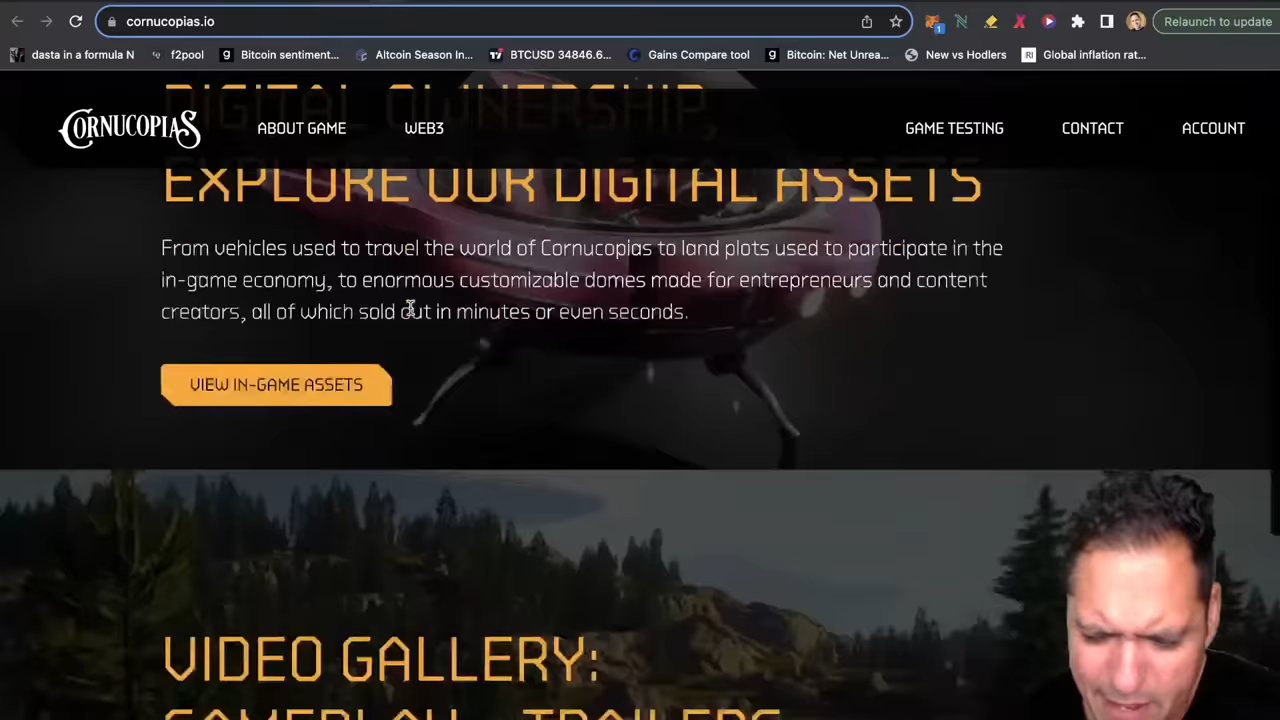 cornucopias.io
1
Relaunch to update
dasta in a formula N
f2pool
g
Bitcoin sentiment...
Altcoin Season In...
BTCUSD 34846.6...
Gains Compare tool
g
Bitcoin: Net Unrea...
New vs Hodlers
RI
Global inflation rat...
DIGITAL OWNERSHIP,
CORNUCOPIAS
ABOUT GAME
WEB3
GAME TESTING
CONTACT
ACCOUNT
EXPLORE OUR DIGITAL ASSETS
From vehicles used to travel the world of Cornucopias to land plots used to participate in the
in-game economy, to enormous customizable domes made for entrepreneurs and content
creators, all of which sold out in minutes or even seconds.
VIEW IN-GAME ASSETS
VIDEO GALLERY:
GAMEPLAY - TRAILERS